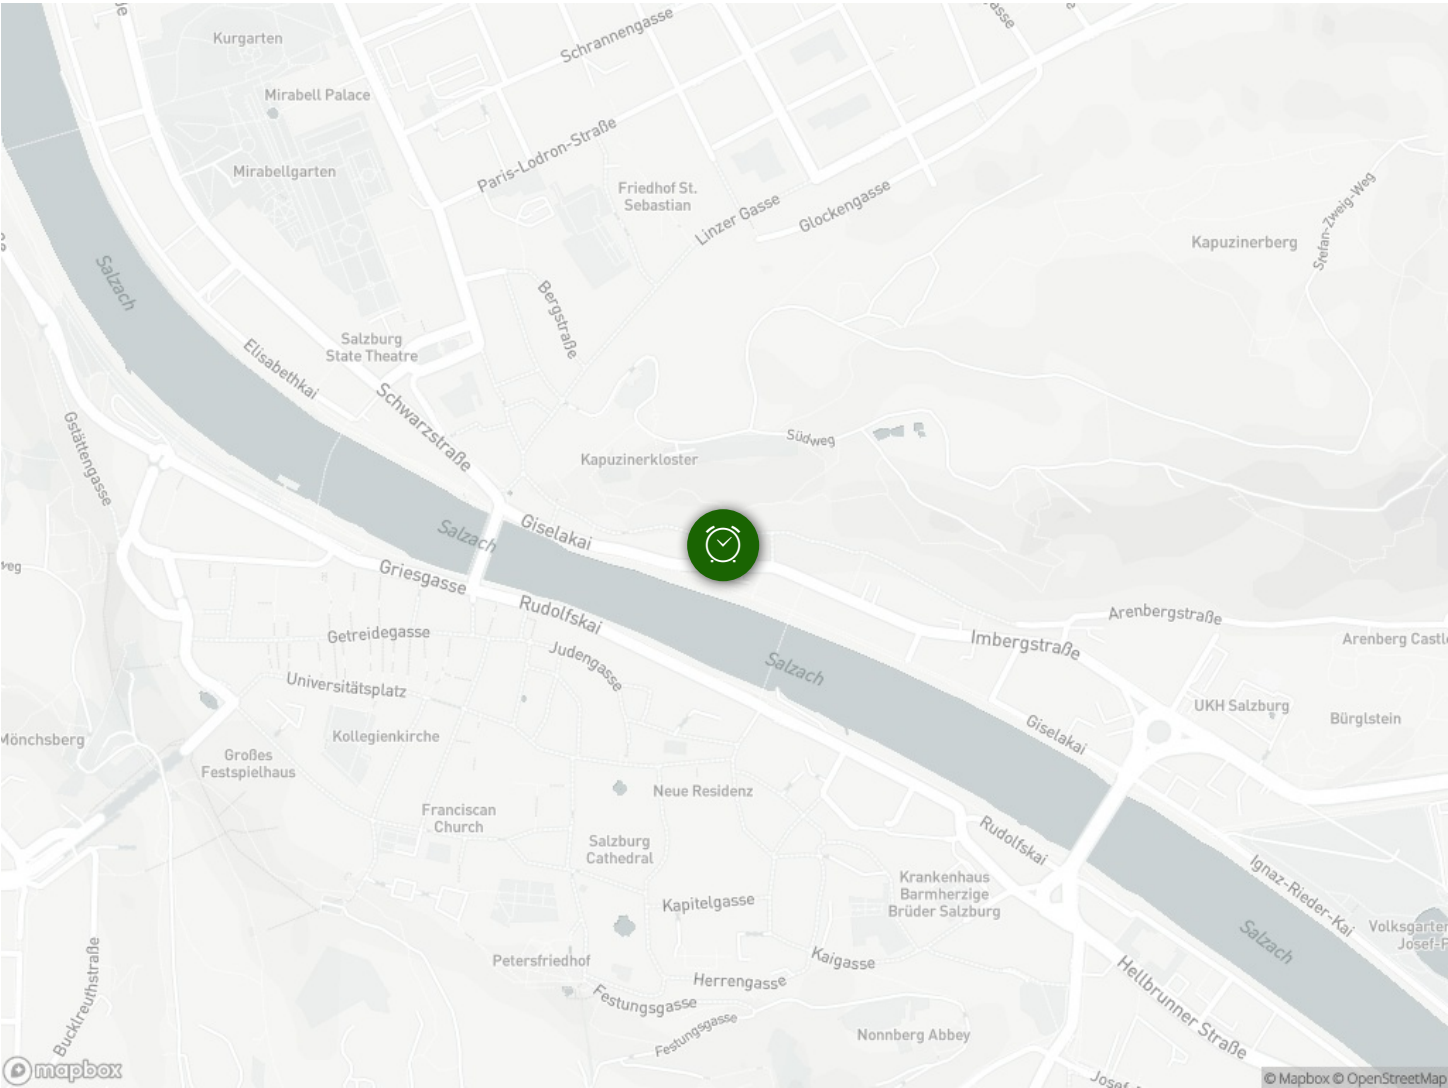 Kurgarten
Schrannengasse
Mirabell Palace
Paris-Lodron-Straße
Mirabellgarten
Friedhof St.
Sebastian
Linzer Gasse
Glockengasse
Stefan-Zweig-Weg
Kapuzinerberg
Salzach
Bergstraße
Salzburg
State Theatre
Elisabethkai
Schwarzstraße
Gstättengasse
Südweg
Kapuzinerkloster
Salzach
Giselakai
Griesgasse
Rudolfskai
Getreidegasse
Judengasse
Arenbergstraße
Imbergstraße
Arenberg Castle
Salzach
Universitätsplatz
UKH Salzburg
Bürglstein
Giselakai
Kollegienkirche
Mönchsberg
Großes
Festspielhaus
Neue Residenz
Franciscan
Church
Salzburg
Cathedral
Rudolfskai
Ignaz-Rieder-Kai
Krankenhaus
Barmherzige
Brüder Salzburg
Kapitelgasse
Volksgarten
Josef-P
Salzach
Petersfriedhof
Kaigasse
Herrengasse
Festungsgasse
Hellbrunner Straße
Bucklreuthstraße
Festungsgasse
Nonnberg Abbey
mapbox
© Mapbox © OpenStreetMap